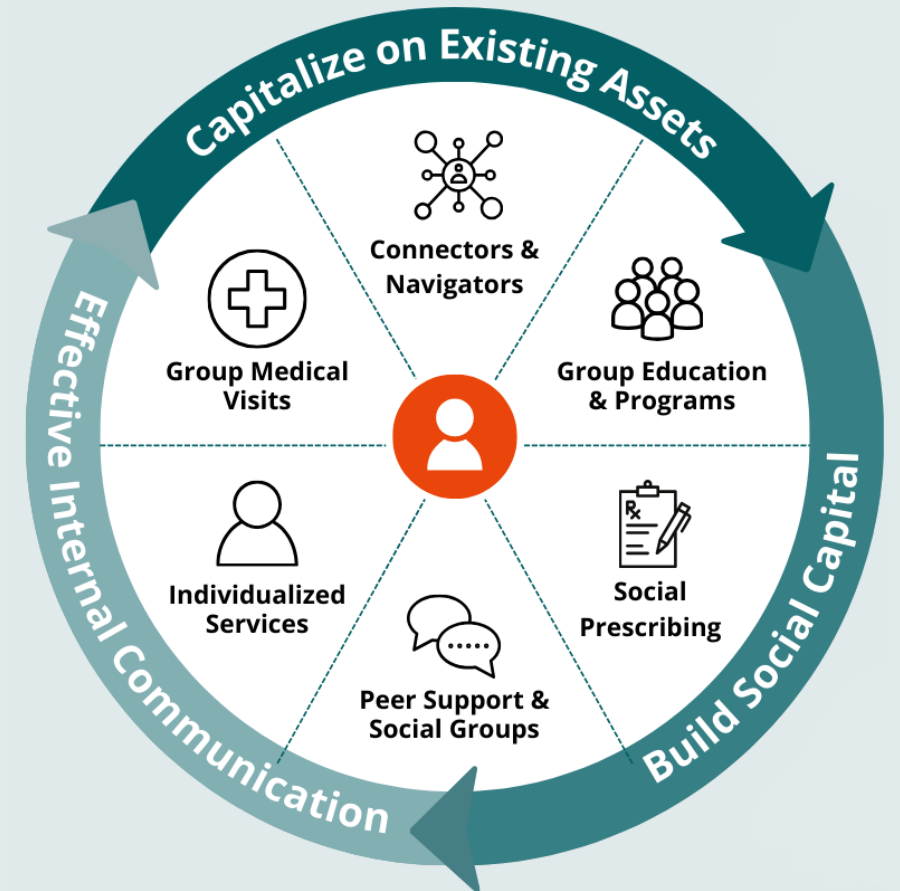 Capitalize on Existing Assets
Connectors &
Navigators
Group Medical
Visits
Group Education
& Programs
Individualized
Services
Rx
Social
Prescribing
Peer Support &
Social Groups
Build Social Capital
Effective Internal Communication